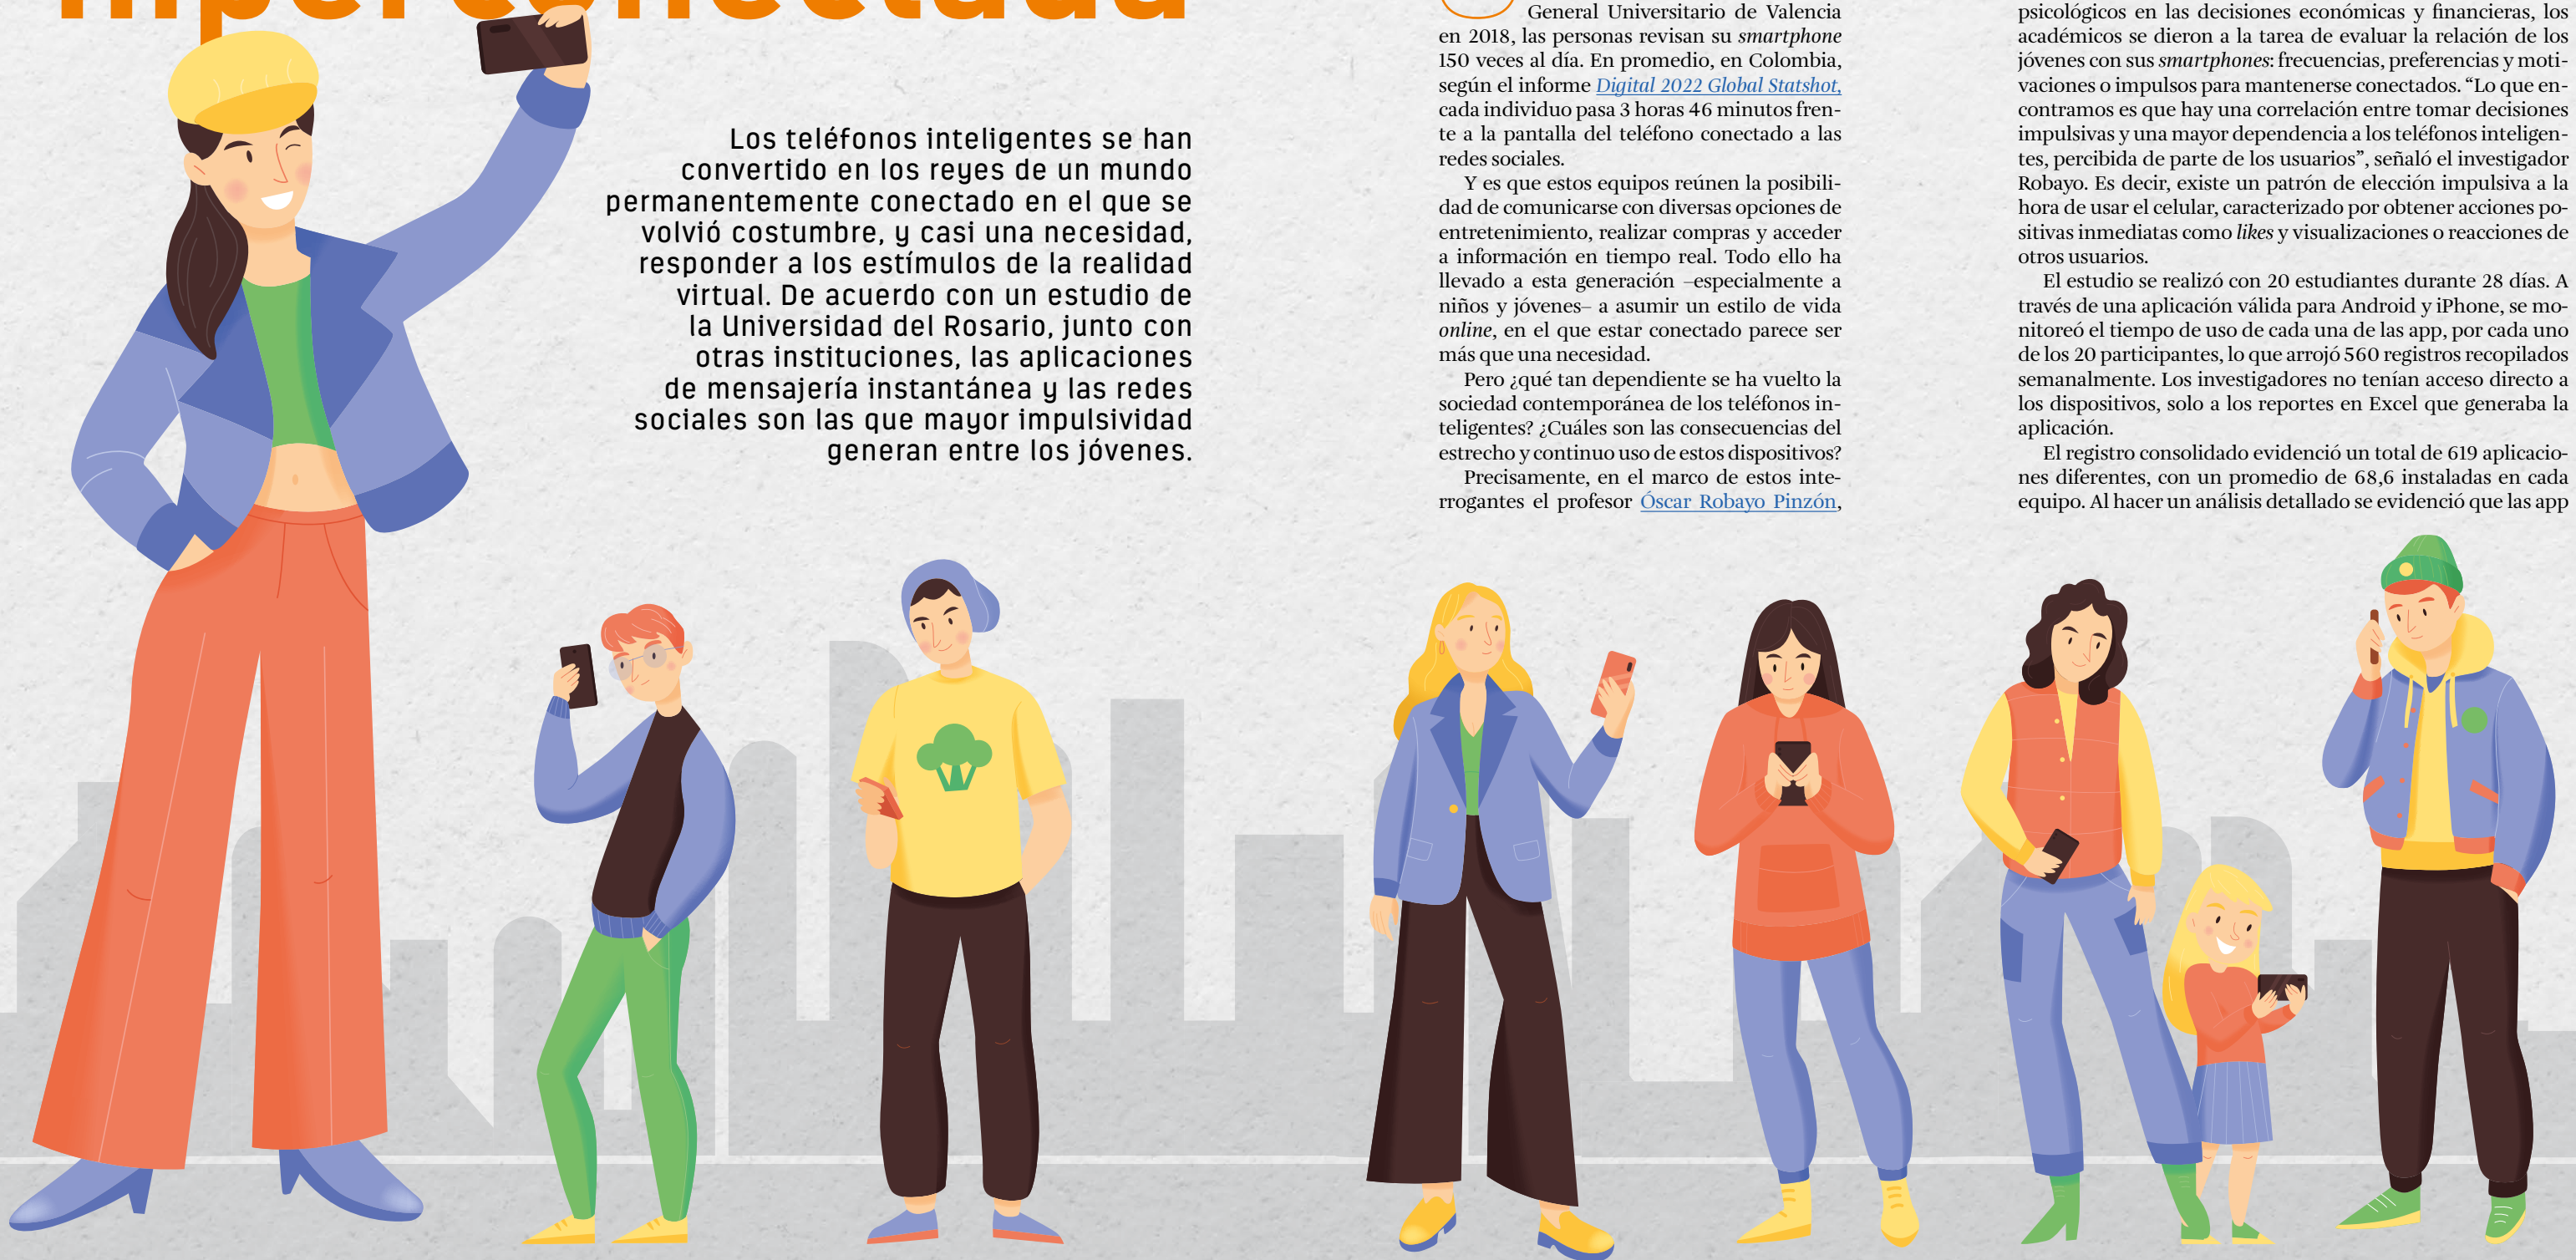 hiperconectada
Los teléfonos inteligentes se han
convertido en los reyes de un mundo
permanentemente conectado en el que se
volvió costumbre, y casi una necesidad,
responder a los estímulos de la realidad
virtual. De acuerdo con un estudio de
la Universidad del Rosario, junto con
otras instituciones, las aplicaciones
de mensajería instantánea y las redes
sociales son las que mayor impulsividad
generan entre los jóvenes.
General Universitario de Valencia
en 2018, las personas revisan su smartphone
150 veces al día. En promedio, en Colombia,
según el informe Digital 2022 Global Statshot,
cada individuo pasa 3 horas 46 minutos fren-
te a la pantalla del teléfono conectado a las
redes sociales.
Y es que estos equipos reúnen la posibili-
dad de comunicarse con diversas opciones de
entretenimiento, realizar compras y acceder
a información en tiempo real. Todo ello ha
llevado a esta generación –especialmente a
niños y jóvenes– a asumir un estilo de vida
online, en el que estar conectado parece ser
más que una necesidad.
Pero ¿qué tan dependiente se ha vuelto la
sociedad contemporánea de los teléfonos in-
teligentes? ¿Cuáles son las consecuencias del
estrecho y continuo uso de estos dispositivos?
Precisamente, en el marco de estos inte-
rrogantes el profesor Óscar Robayo Pinzón,
psicológicos en las decisiones económicas y financieras, los
académicos se dieron a la tarea de evaluar la relación de los
jóvenes con sus smartphones: frecuencias, preferencias y moti-
vaciones o impulsos para mantenerse conectados. “Lo que en-
contramos es que hay una correlación entre tomar decisiones
impulsivas y una mayor dependencia a los teléfonos inteligen-
tes, percibida de parte de los usuarios”, señaló el investigador
Robayo. Es decir, existe un patrón de elección impulsiva a la
hora de usar el celular, caracterizado por obtener acciones po-
sitivas inmediatas como likes y visualizaciones o reacciones de
otros usuarios.
El estudio se realizó con 20 estudiantes durante 28 días. A
través de una aplicación válida para Android y iPhone, se mo-
nitoreó el tiempo de uso de cada una de las app, por cada uno
de los 20 participantes, lo que arrojó 560 registros recopilados
semanalmente. Los investigadores no tenían acceso directo a
los dispositivos, solo a los reportes en Excel que generaba la
aplicación.
El registro consolidado evidenció un total de 619 aplicacio-
nes diferentes, con un promedio de 68,6 instaladas en cada
equipo. Al hacer un análisis detallado se evidenció que las app